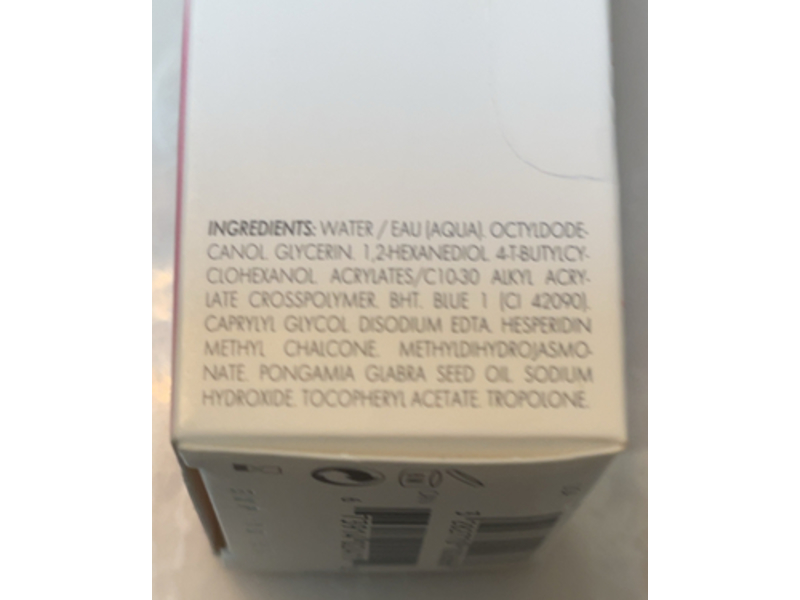 INGREDIENTS: WATER / EAU (AQUA). OCTYLDODE-
CANOL. GLYCERIN. 1,2-HEXANEDIOL. 4-T-BUTYLCY-
CLOHEXANOL. ACRYLATES/C10-30 ALKYL ACRY-
LATE CROSSPOLYMER. BHT. BLUE 1 (CI 42090).
CAPRYLYL GLYCOL. DISODIUM EDTA. HESPERIDIN
METHYL CHALCONE. METHYLDIHYDROJASMO-
NATE. PONGAMIA GLABRA SEED OIL. SODIUM
HYDROXIDE. TOCOPHERYL ACETATE. TROPOLONE.